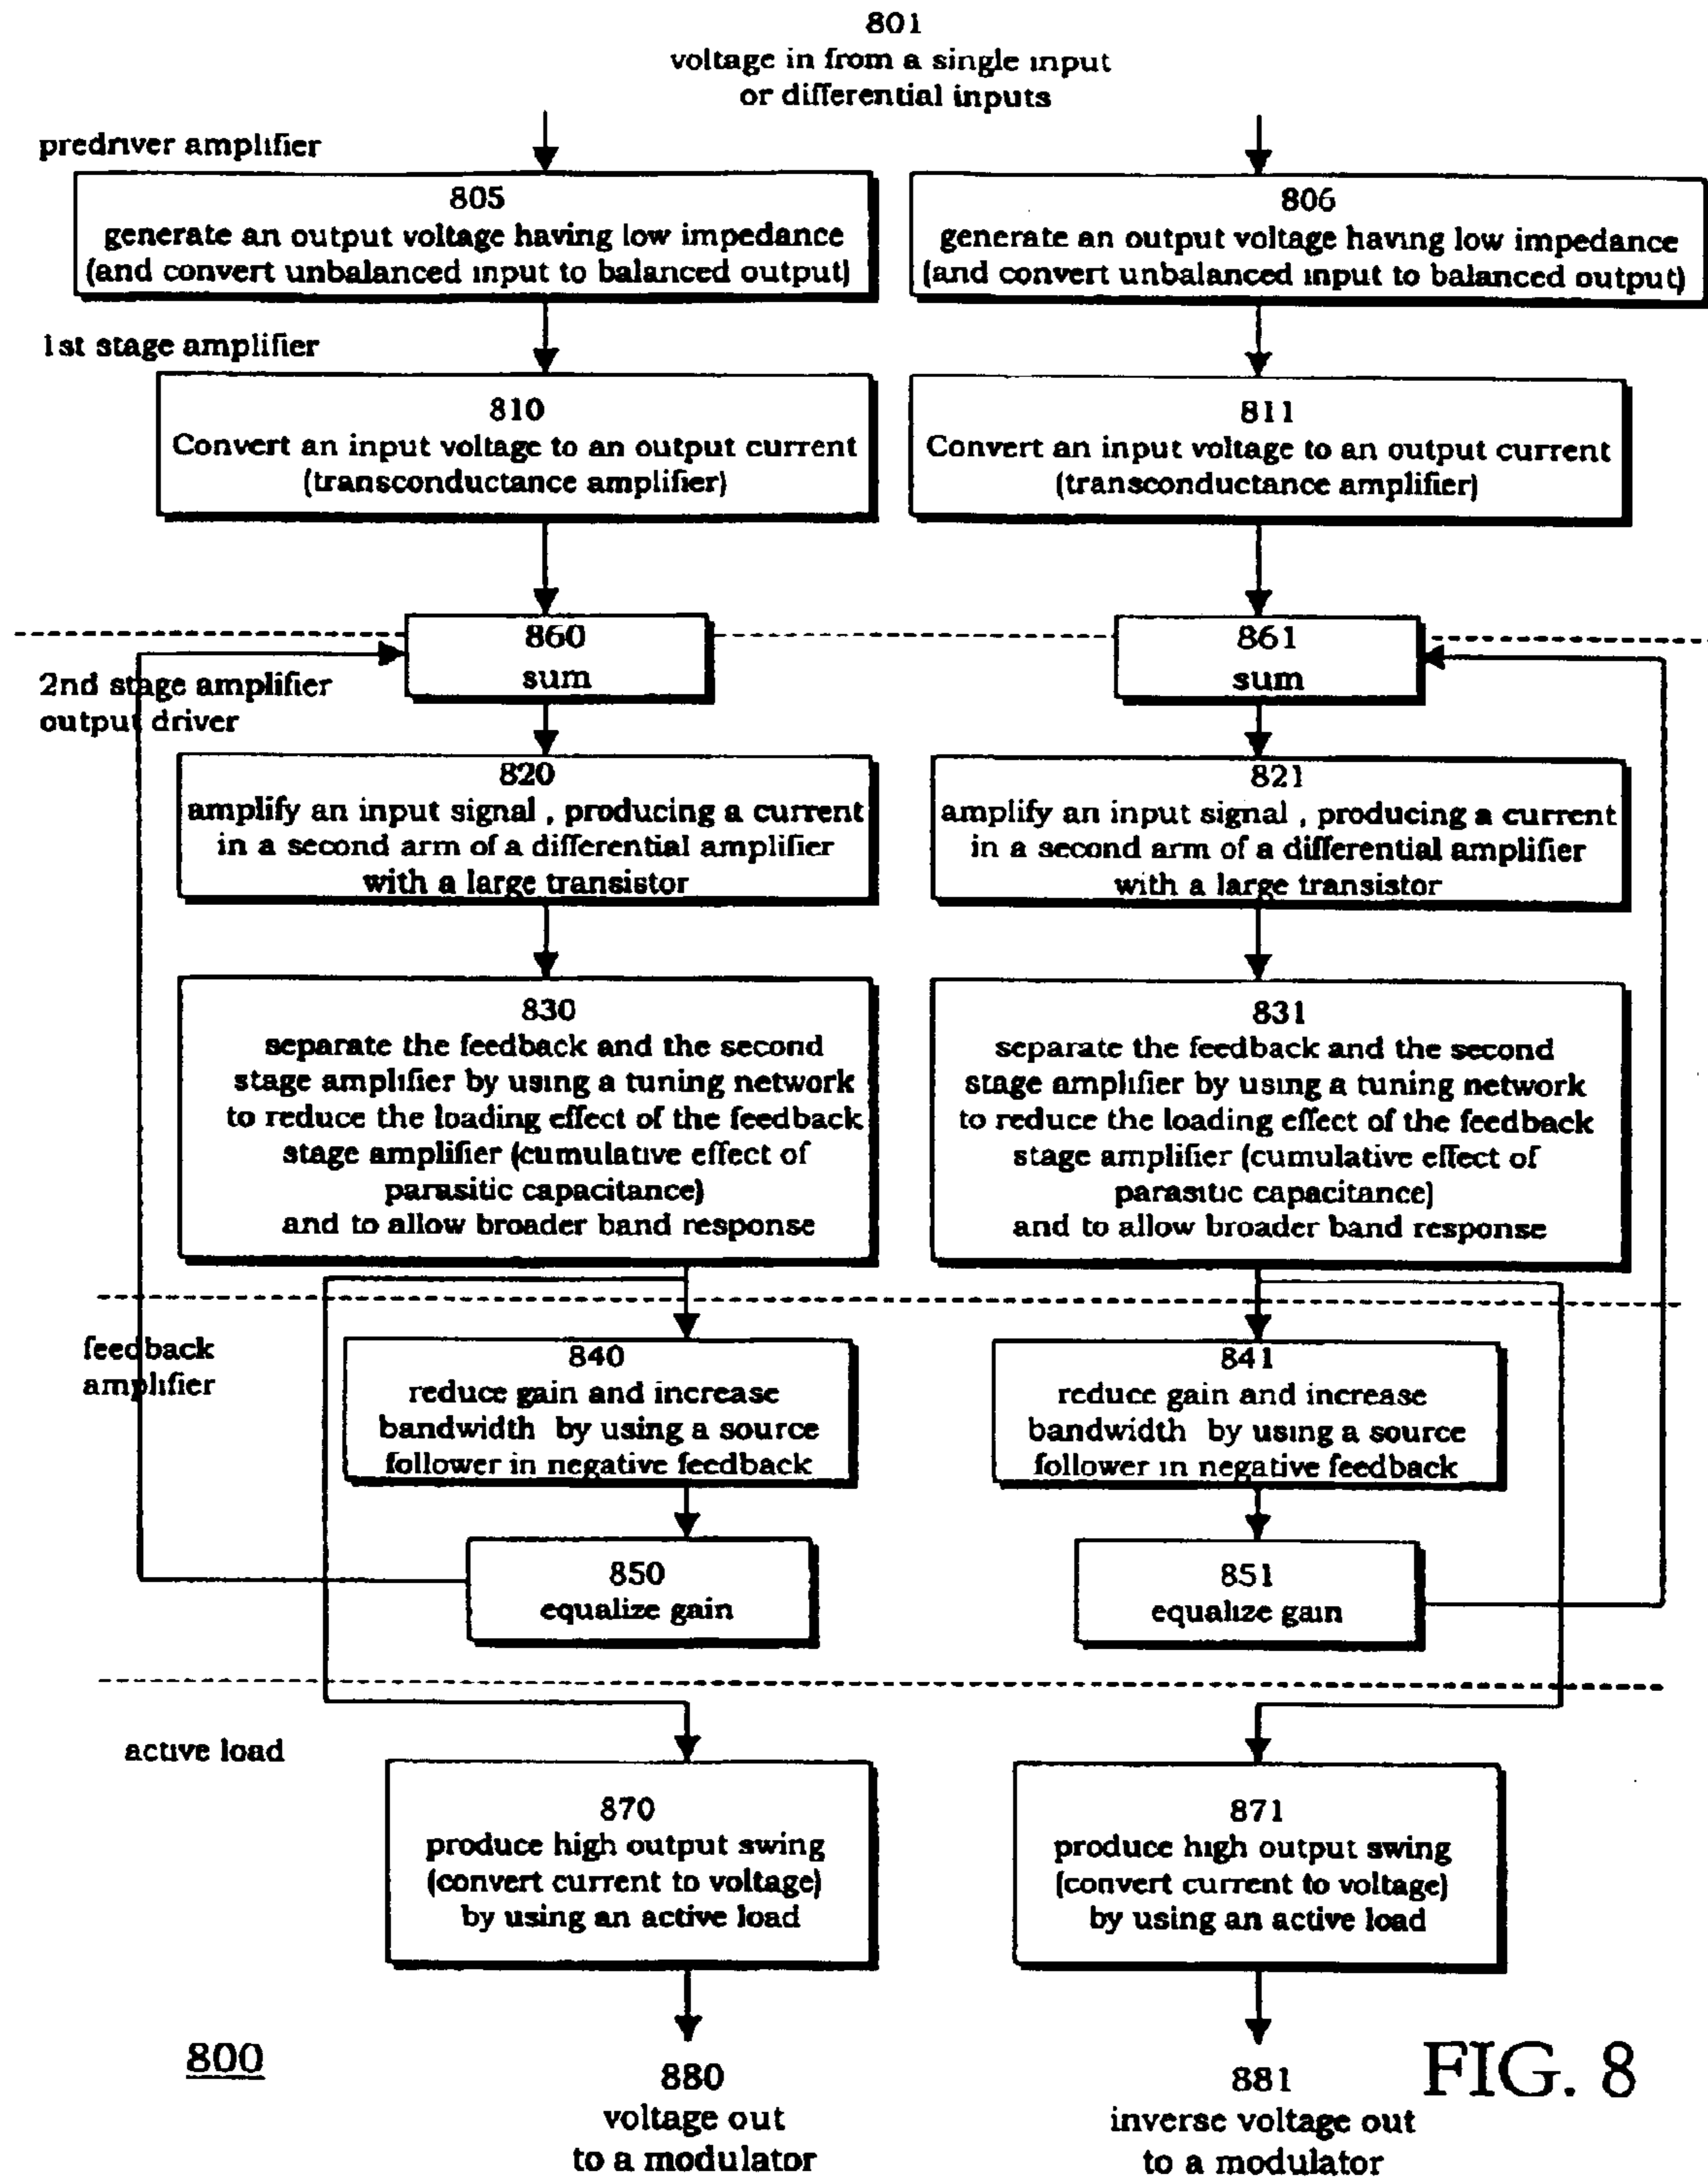 801
voltage in from a single input
or differential inputs
predriver amplifier
805
generate an output voltage having low impedance
(and convert unbalanced input to balanced output)
806
generate an output voltage having low impedance
(and convert unbalanced input to balanced output)
1st stage amplifier
810
Convert an input voltage to an output current
(transconductance amplifier)
811
Convert an input voltage to an output current
(transconductance amplifier)
860
sum
861
sum
2nd stage amplifier
output driver
820
amplify an input signal , producing a current
in a second arm of a differential amplifier
with a large transistor
821
amplify an input signal , producing a current
in a second arm of a differential amplifier
with a large transistor
830
separate the feedback and the second
stage amplifier by using a tuning network
to reduce the loading effect of the feedback
stage amplifier (cumulative effect of
parasitic capacitance)
and to allow broader band response
831
separate the feedback and the second
stage amplifier by using a tuning network
to reduce the loading effect of the feedback
stage amplifier (cumulative effect of
parasitic capacitance)
and to allow broader band response
feedback
amplifier
840
reduce gain and increase
bandwidth by using a source
follower in negative feedback
841
reduce gain and increase
bandwidth by using a source
follower in negative feedback
850
equalize gain
851
equalize gain
active load
870
produce high output swing
(convert current to voltage)
by using an active load
871
produce high output swing
(convert current to voltage)
by using an active load
800
880
voltage out
to a modulator
881
inverse voltage out
to a modulator
FIG. 8